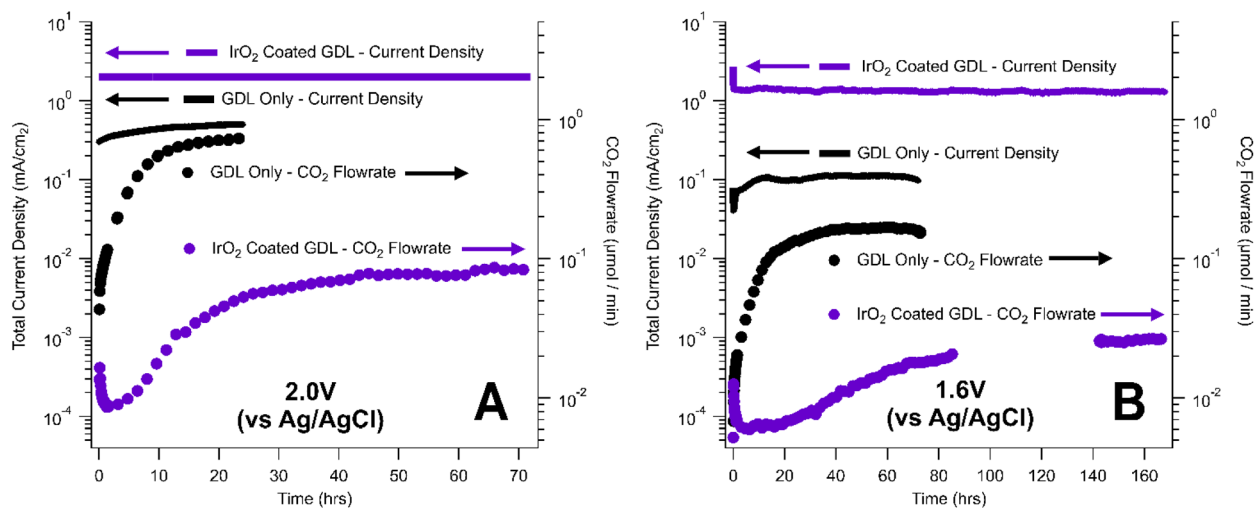 10¹
10⁰
10⁻¹
10⁻²
10⁻³
10⁻⁴
Total Current Density (mA/cm₂)
IrO₂ Coated GDL - Current Density
GDL Only - Current Density
GDL Only - CO₂ Flowrate
IrO₂ Coated GDL - CO₂ Flowrate
2.0V
(vs Ag/AgCl)
A
10⁰
10⁻¹
10⁻²
CO₂ Flowrate (μmol / min)
0 10 20 30 40 50 60 70
Time (hrs)
10¹
10⁰
10⁻¹
10⁻²
10⁻³
10⁻⁴
Total Current Density (mA/cm₂)
IrO₂ Coated GDL - Current Density
GDL Only - Current Density
GDL Only - CO₂ Flowrate
IrO₂ Coated GDL - CO₂ Flowrate
1.6V
(vs Ag/AgCl)
B
10⁰
10⁻¹
10⁻²
CO₂ Flowrate (μmol / min)
0 20 40 60 80 100 120 140 160
Time (hrs)